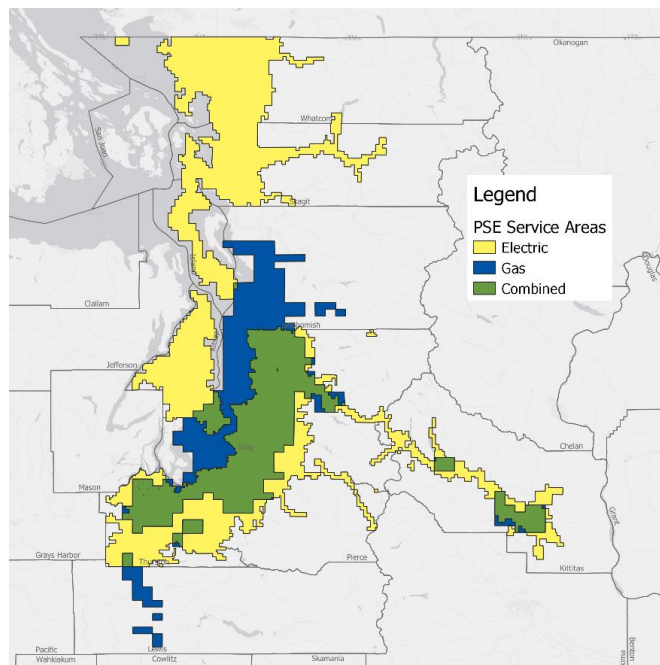 Okanogan
Whatcom
San Juan
Skagit
Legend
PSE Service Areas
Electric
Gas
Combined
Douglas
Island
Clallam
Snohomish
Jefferson
King
Chelan
Mason
Grant
Grays Harbor
Thurston
Pierce
Kittitas
Pacific
Lewis
Wahkiakum
Cowlitz
Skamania
Benton